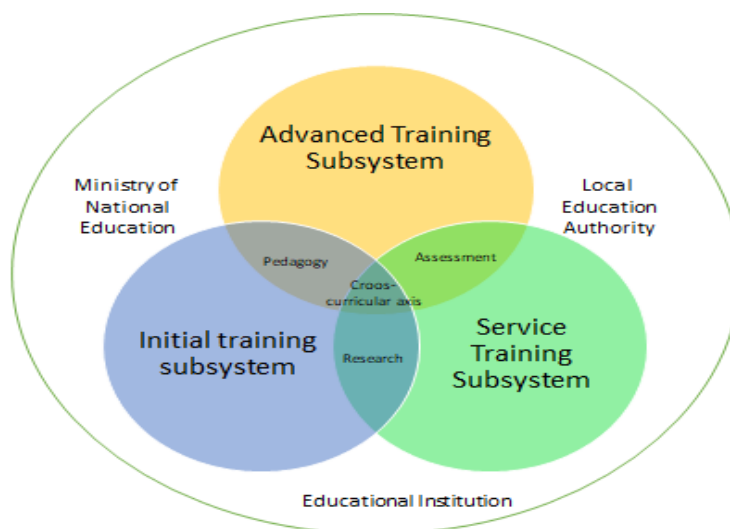 Advanced Training
Subsystem
Ministry of
National
Education
Local
Education
Authority
Pedagogy
Assessment
Croos-
curricular axis
Initial training
subsystem
Research
Service
Training
Subsystem
Educational Institution